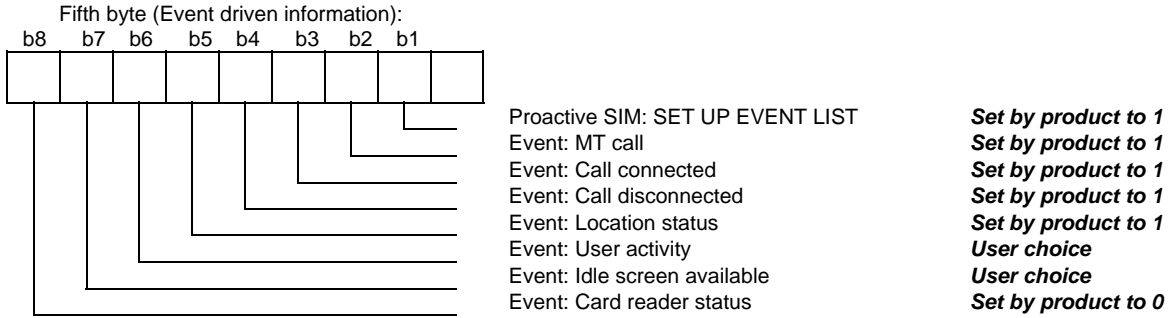 Fifth byte (Event driven information):
b8 b7 b6 b5 b4 b3 b2 b1
Proactive SIM: SET UP EVENT LIST Set by product to 1
Event: MT call Set by product to 1
Event: Call connected Set by product to 1
Event: Call disconnected Set by product to 1
Event: Location status Set by product to 1
Event: User activity User choice
Event: Idle screen available User choice
Event: Card reader status Set by product to 0